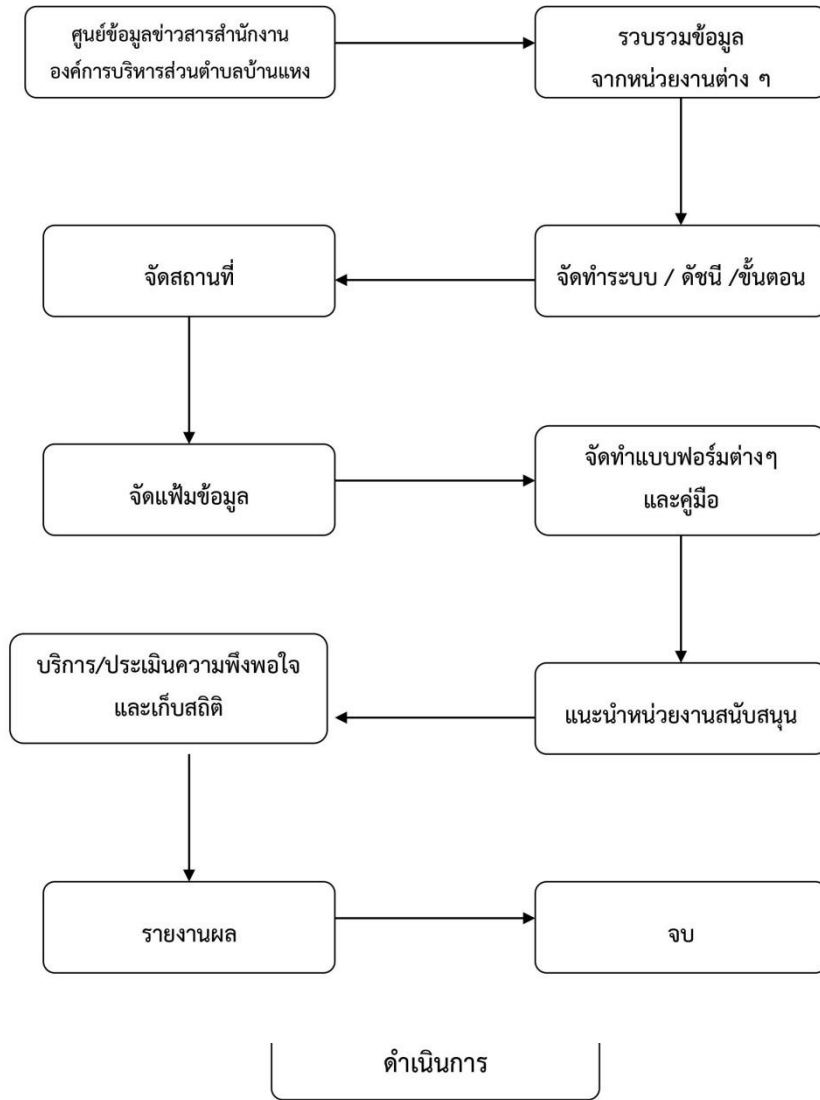 ศูนย์ข้อมูลข่าวสารสำนักงาน
องค์การบริหารส่วนตำบลบ้านแหง
รวบรวมข้อมูล
จากหน่วยงานต่าง ๆ
จัดทำระบบ / ดัชนี /ขั้นตอน
จัดสถานที่
จัดแฟ้มข้อมูล
จัดทำแบบฟอร์มต่างๆ
และคู่มือ
แนะนำหน่วยงานสนับสนุน
บริการ/ประเมินความพึงพอใจ
และเก็บสถิติ
รายงานผล
จบ
ดำเนินการ